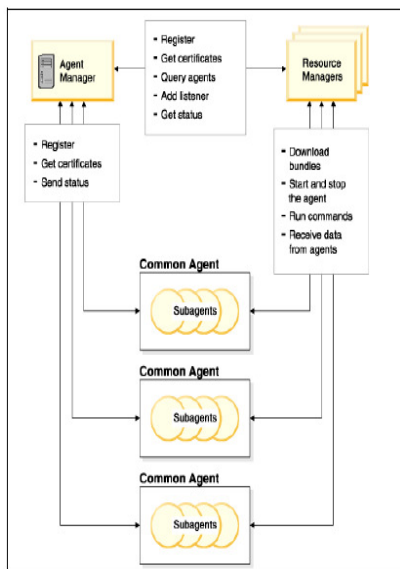 Agent
Manager
- Register
- Get certificates
- Query agents
- Add listener
- Get status
Resource
Managers
- Register
- Get certificates
- Send status
- Download
bundles
- Start and stop
the agent
- Run commands
- Receive data
from agents
Common Agent
Subagents
Common Agent
Subagents
Common Agent
Subagents